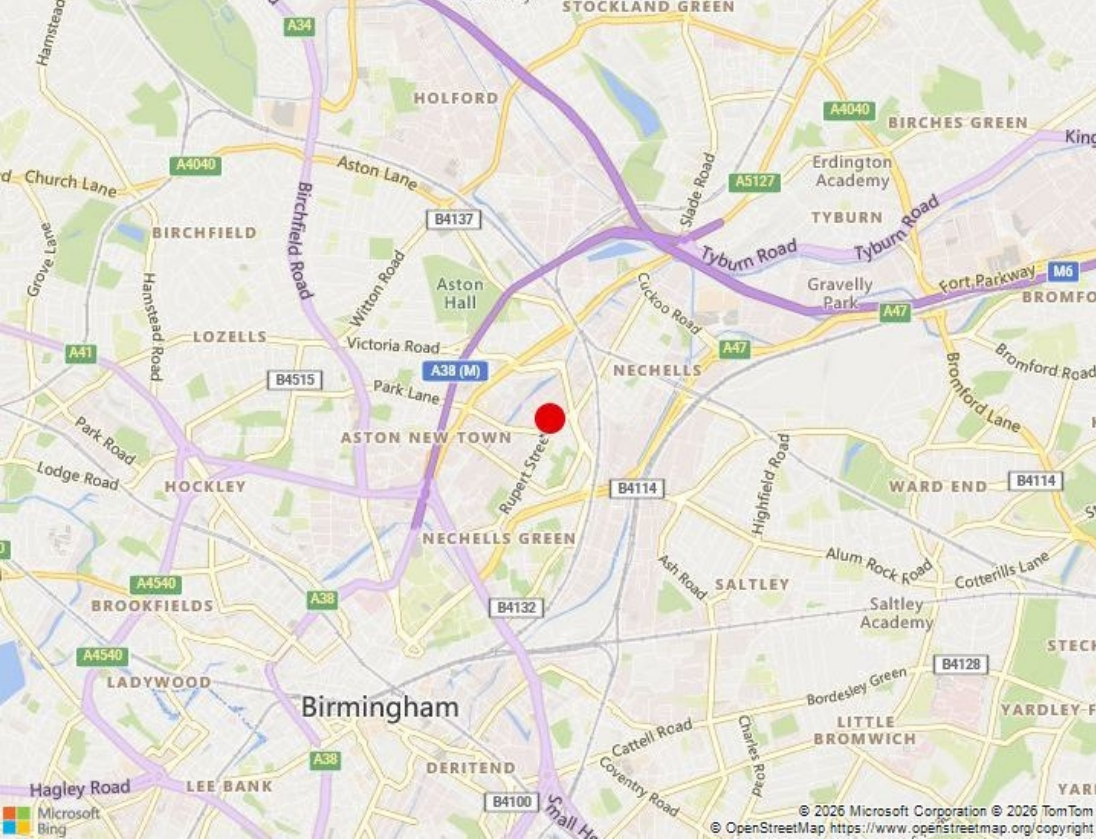 STOCKLAND GREEN
A34
Hamstead
HOLFORD
A4040
BIRCHES GREEN
King
A4040
Aston Lane
Slade Road
A5127
Erdington
Academy
Church Lane
B4137
TYBURN
Birchfield Road
BIRCHFIELD
Tyburn Road
Tyburn Road
Grove Lane
Hamstead Road
Witton Road
Aston
Hall
Cuckoo Road
Gravelly
Park
Fort Parkway
M6
BROMFO
A47
LOZELLS
Victoria Road
A41
A47
Bromford Road
A38 (M)
NECHELLS
B4515
Park Lane
Bromford Lane
Park Road
ASTON NEW TOWN
Rupert Stree
Highfield Road
Lodge Road
HOCKLEY
B4114
WARD END
B4114
NECHELLS GREEN
Ash Road
Alum Rock Road
Cotterills Lane
A4540
SALTLEY
A38
BROOKFIELDS
B4132
Saltley
Academy
STECH
A4540
B4128
LADYWOOD
Bordesley Green
Birmingham
YARDLEY F
LITTLE
BROMWICH
Cattell Road
Charles Road
A38
DERITEND
Coventry Road
Hagley Road
LEE BANK
YARI
B4100
Small He
Microsoft
Bing
© 2026 Microsoft Corporation © 2026 TomTom
© OpenStreetMap https://www.openstreetmap.org/copyright